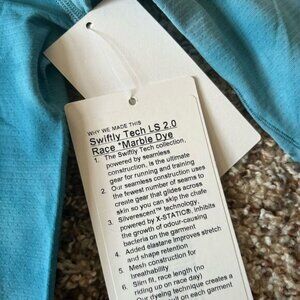 WHY WE MADE THIS
Swiftly Tech LS 2.0
Race *Marble Dye
1. The Swiftly Tech collection,
powered by seamless
construction, is the ultimate
gear for running and training
2. Our seamless construction uses
the fewest number of seams to
create gear that glides across
skin so you can skip the chafe
3. Silverescent™ technology,
powered by X-STATIC®, inhibits
the growth of odour-causing
bacteria on the garment
4. Added elastane improves stretch
and shape retention
5. Mesh construction for
breathability
6. Slim fit, race length (no
riding up on race day)
Our dyeing technique creates a
will on each garment